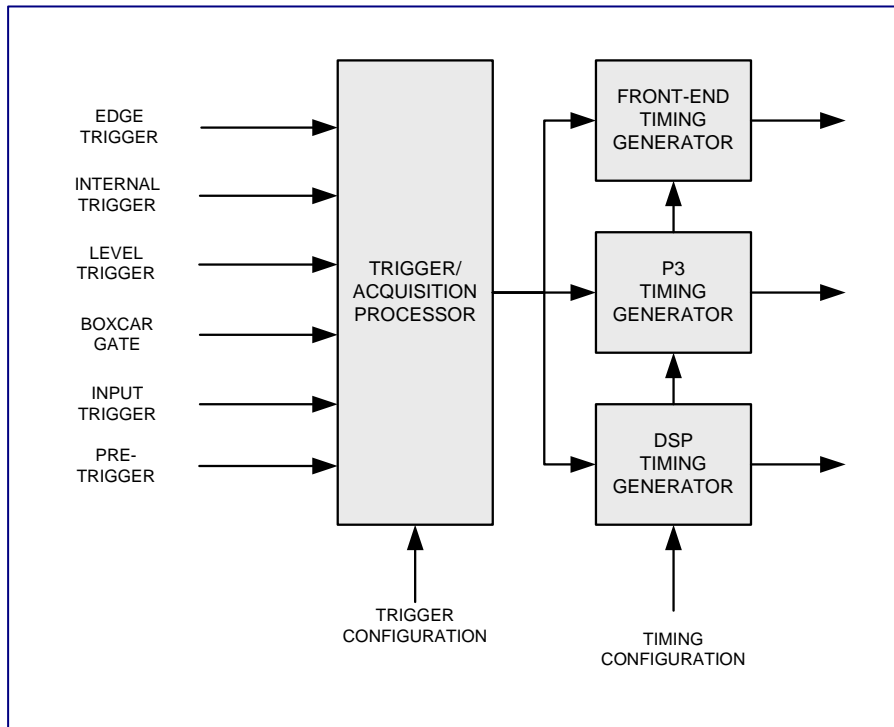 EDGE
TRIGGER
INTERNAL
TRIGGER
LEVEL
TRIGGER
BOXCAR
GATE
INPUT
TRIGGER
PRE-
TRIGGER
TRIGGER/
ACQUISITION
PROCESSOR
TRIGGER
CONFIGURATION
FRONT-END
TIMING
GENERATOR
P3
TIMING
GENERATOR
DSP
TIMING
GENERATOR
TIMING
CONFIGURATION